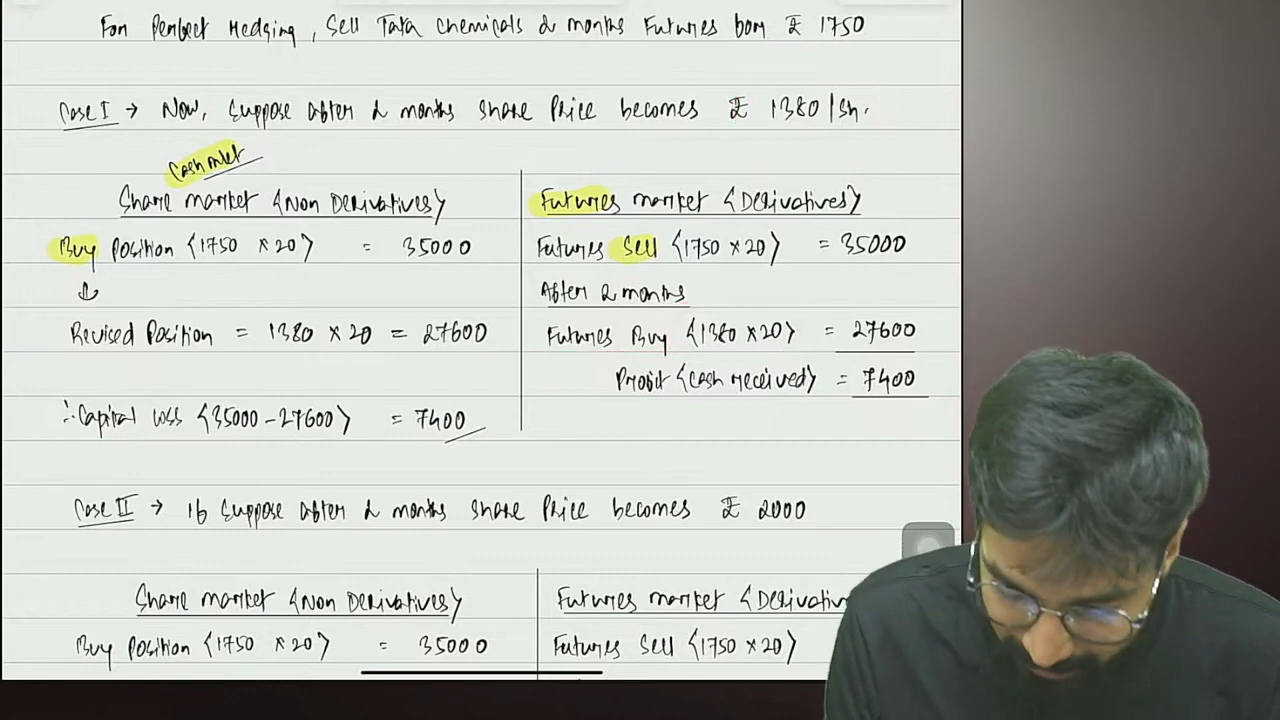 For Perfect Hedging, Sell Tata chemicals 2 months Futures for ₹ 1750
Case I → Now, Suppose after 2 months Share Price becomes ₹ 1380/sh.
Cash mkt
Share market {Non Derivatives}
Buy Position {1750 × 20} = 35000
Revised Position = 1380 × 20 = 27600
∴ Capital loss {35000 - 27600} = 7400
Futures market {Derivatives}
Futures Sell {1750 × 20} = 35000
After 2 months
Futures Buy {1380 × 20} = 27600
Profit {cash received} = 7400
Case II → If Suppose after 2 months Share Price becomes ₹ 2000
Share market {Non Derivatives}
Buy Position {1750 × 20} = 35000
Futures market {Derivativ
Futures Sell {1750 × 20}